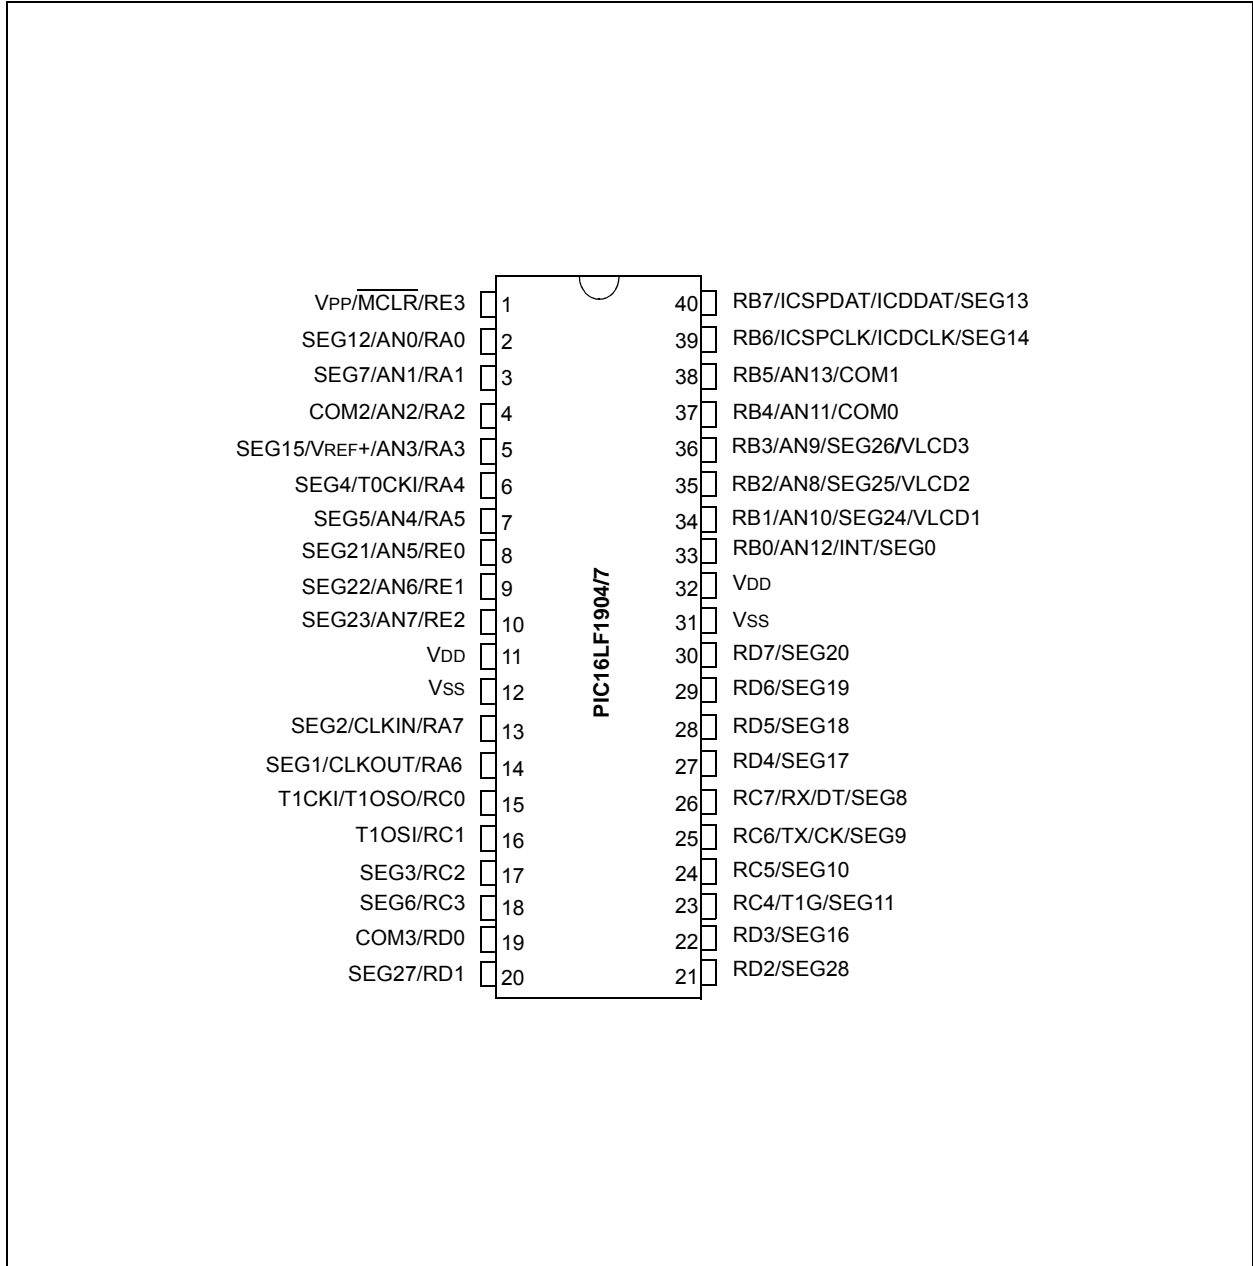 VPP/MCLR/RE3 1
SEG12/AN0/RA0 2
SEG7/AN1/RA1 3
COM2/AN2/RA2 4
SEG15/VREF+/AN3/RA3 5
SEG4/T0CKI/RA4 6
SEG5/AN4/RA5 7
SEG21/AN5/RE0 8
SEG22/AN6/RE1 9
SEG23/AN7/RE2 10
VDD 11
VSS 12
SEG2/CLKIN/RA7 13
SEG1/CLKOUT/RA6 14
T1CKI/T1OSO/RC0 15
T1OSI/RC1 16
SEG3/RC2 17
SEG6/RC3 18
COM3/RD0 19
SEG27/RD1 20
PIC16LF1904/7
40 RB7/ICSPDAT/ICDDAT/SEG13
39 RB6/ICSPCLK/ICDCLK/SEG14
38 RB5/AN13/COM1
37 RB4/AN11/COM0
36 RB3/AN9/SEG26/VLCD3
35 RB2/AN8/SEG25/VLCD2
34 RB1/AN10/SEG24/VLCD1
33 RB0/AN12/INT/SEG0
32 VDD
31 VSS
30 RD7/SEG20
29 RD6/SEG19
28 RD5/SEG18
27 RD4/SEG17
26 RC7/RX/DT/SEG8
25 RC6/TX/CK/SEG9
24 RC5/SEG10
23 RC4/T1G/SEG11
22 RD3/SEG16
21 RD2/SEG28